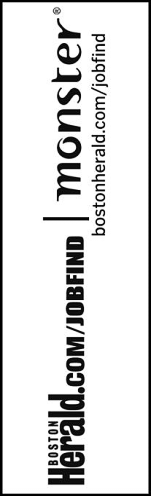 BOSTON
Herald.COM/JOBFIND | monster®
bostonherald.com/jobfind